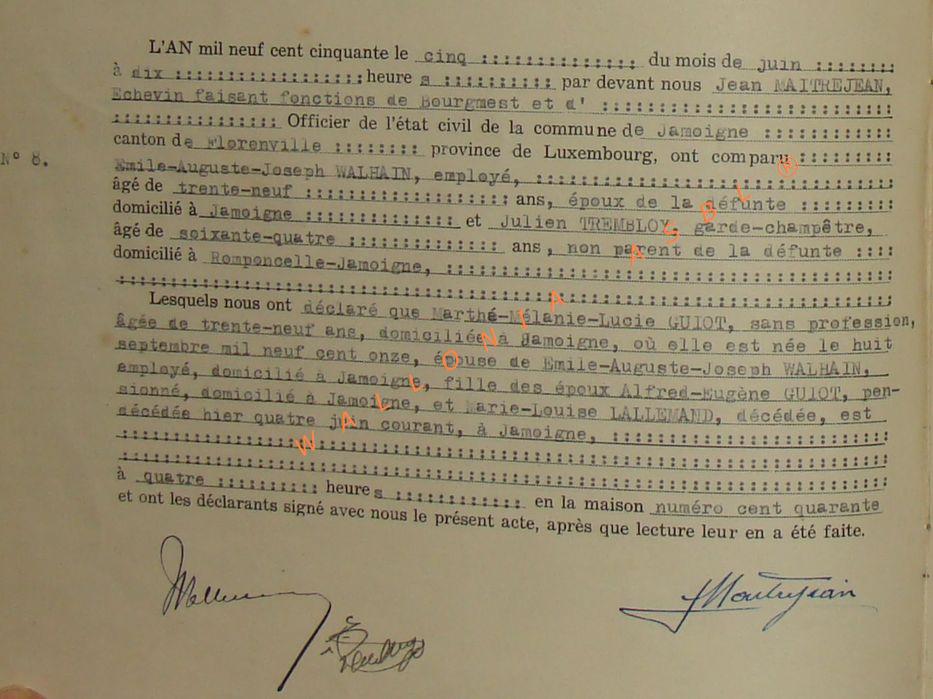 L'AN mil neuf cent cinquante le cinq :::::::::::::: du mois de juin ::::::::
à dix :::::::::::::::::heure s :::::::::: par devant nous Jean MAITREJEAN,
Echevin faisant fonctions de Bourgmest et d' :::::::::::::::::::::::::
::::::::::::::: Officier de l'état civil de la commune de Jamoigne ::::::::::::
canton de Florenville :::::::: province de Luxembourg, ont comparu :::::::::
N° 8.
Emile-Auguste-Joseph WALHAIN, employé, ::::::::::::::::::::::::::::::::
âgé de trente-neuf ::::::::::::::::::: ans, époux de la défunte :::::::::
domicilié à Jamoigne ::::::::::::::: et Julien TREMBLOY, garde-champêtre,
âgé de soixante-quatre ::::::::::::: ans, non parent de la défunte ::::
domicilié à Romponcelle-Jamoigne, ::::::::::::::::::::::::::::::::::::::::
::::::::::::::::::::::::::::::::::::::::::::::::::::::::::::::::::::::
Lesquels nous ont déclaré que Marthe-Mélanie-Lucie GUIOT, sans profession,
âgée de trente-neuf ans, domiciliée à Jamoigne, où elle est née le huit
septembre mil neuf cent onze, épouse de Emile-Auguste-Joseph WALHAIN,
employé, domicilié à Jamoigne, fille des époux Alfred-Eugène GUIOT, pen-
sionné, domicilié à Jamoigne, et Marie-Louise LALLEMAND, décédée, est
décédée hier quatre juin courant, à Jamoigne, :::::::::::::::::::::::::
::::::::::::::::::::::::::::::::::::::::::::::::::::::::::::::::::::::
::::::::::::::::::::::::::::::::::::::::::::::::::::::::::::::::::::::
à quatre ::::::::: heures :::::::::::: en la maison numéro cent quarante
et ont les déclarants signé avec nous le présent acte, après que lecture leur en a été faite.
JMaitrejean
WALLONIA ASBL ®